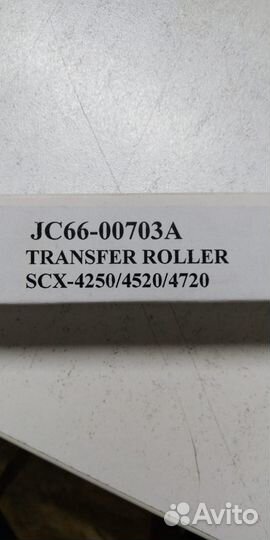 JC66-00703A
TRANSFER ROLLER
SCX-4250/4520/4720
Avito